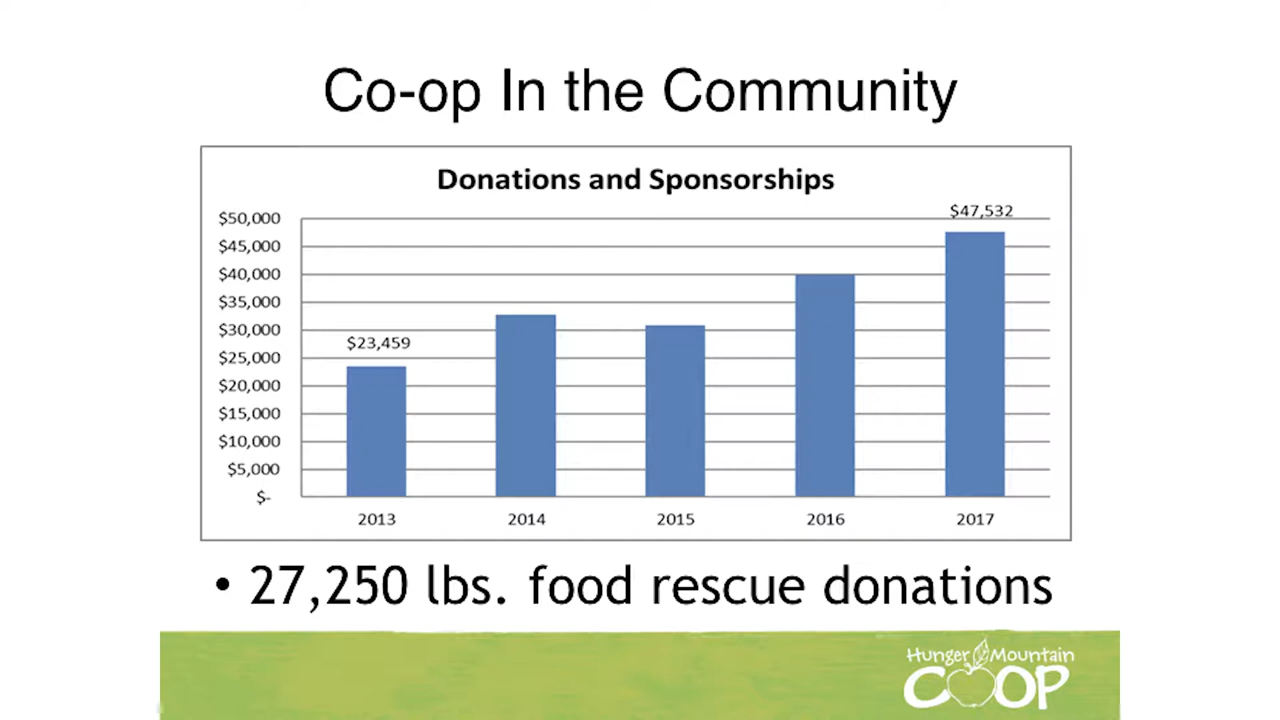 Co-op In the Community
Donations and Sponsorships
$47,532
$50,000
$45,000
$40,000
$35,000
$30,000
$23,459
$25,000
$20,000
$15,000
$10,000
$5,000
$-
2013 2014 2015 2016 2017
• 27,250 lbs. food rescue donations
Hunger Mountain
COOP